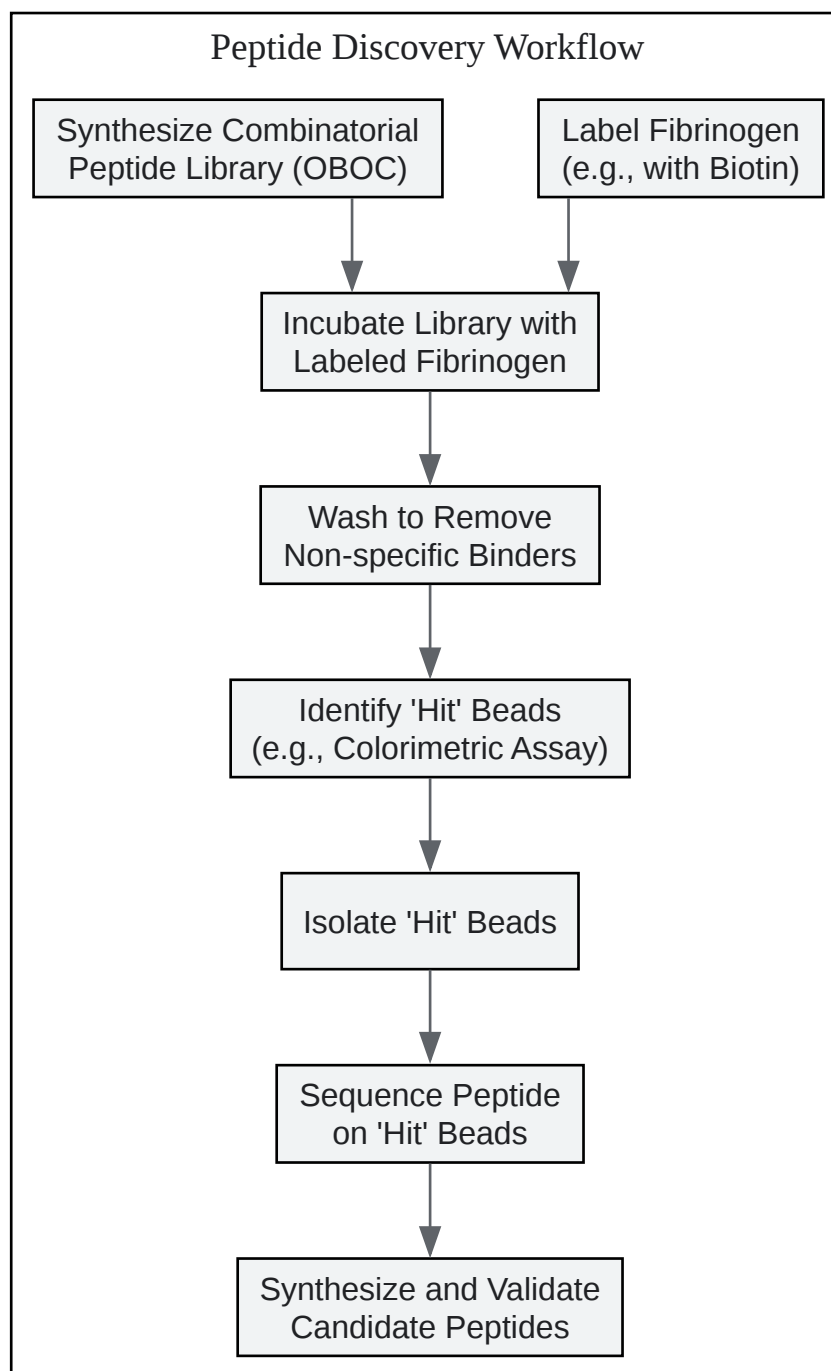 Peptide Discovery Workflow
Synthesize Combinatorial
Peptide Library (OBOC)
Label Fibrinogen
(e.g., with Biotin)
Incubate Library with
Labeled Fibrinogen
Wash to Remove
Non-specific Binders
Identify 'Hit' Beads
(e.g., Colorimetric Assay)
Isolate 'Hit' Beads
Sequence Peptide
on 'Hit' Beads
Synthesize and Validate
Candidate Peptides